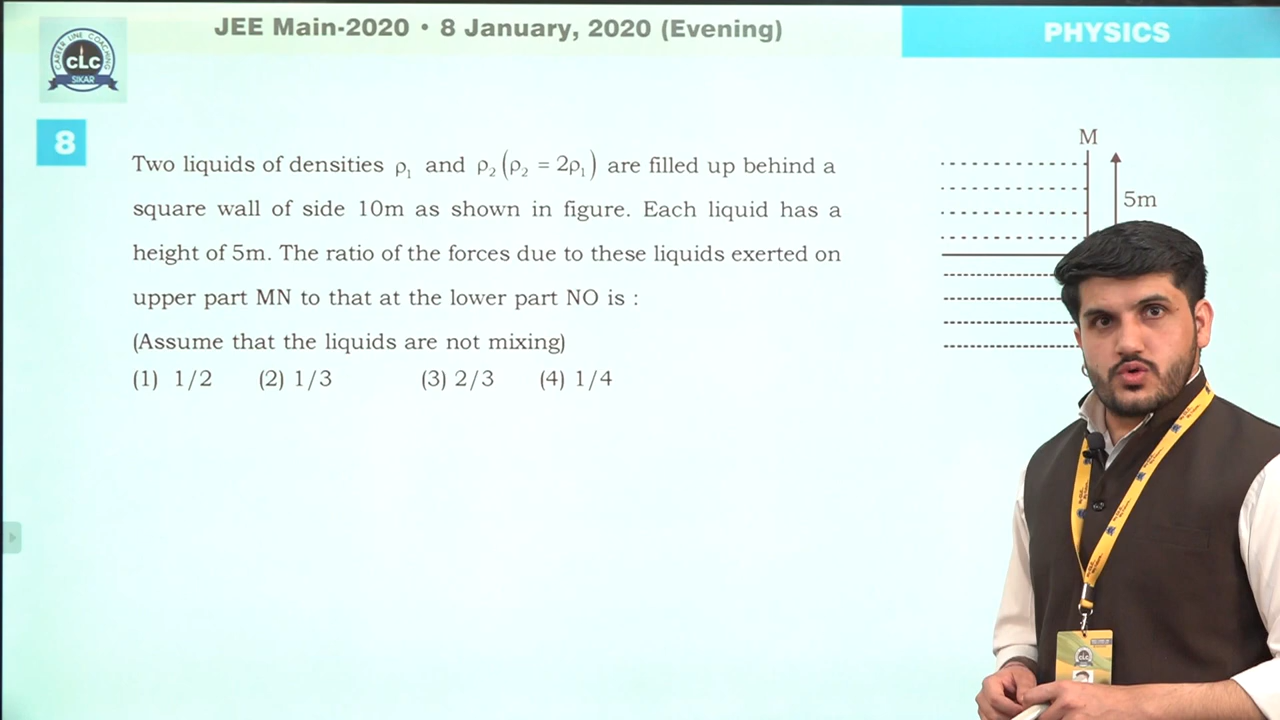 JEE Main-2020 • 8 January, 2020 (Evening)
PHYSICS
CAREER LINE COACHING
CLC
SIKAR
8
Two liquids of densities ρ₁ and ρ₂ (ρ₂ = 2ρ₁) are filled up behind a
square wall of side 10m as shown in figure. Each liquid has a
height of 5m. The ratio of the forces due to these liquids exerted on
upper part MN to that at the lower part NO is :
(Assume that the liquids are not mixing)
(1) 1/2 (2) 1/3 (3) 2/3 (4) 1/4
M
5m
CLC